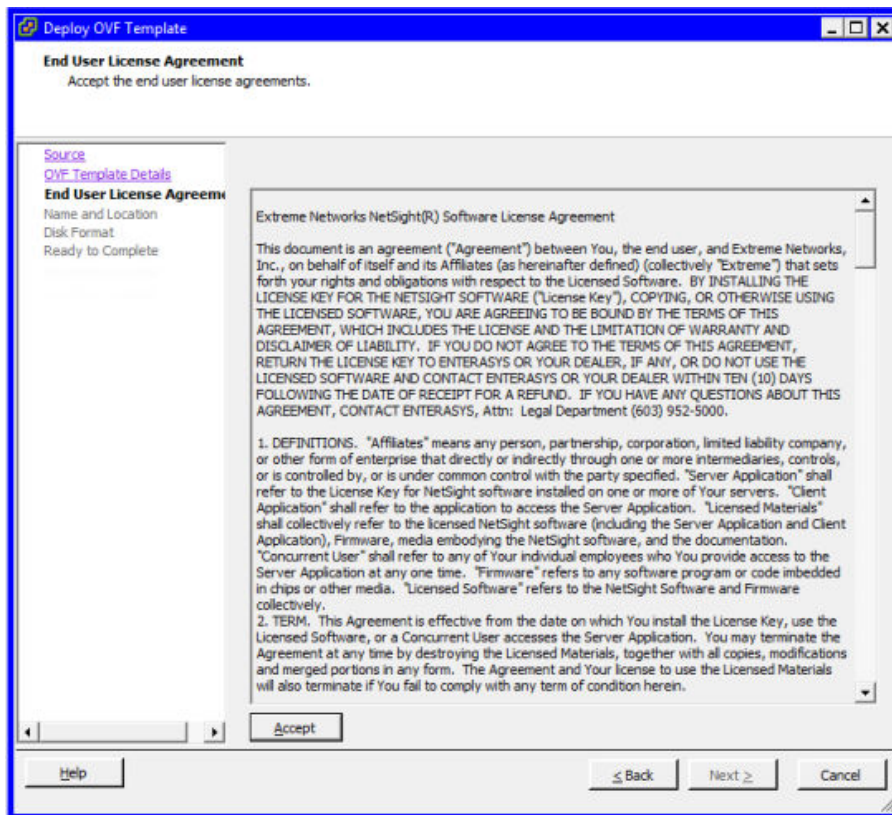 Deploy OVF Template
End User License Agreement
Accept the end user license agreements.
Source
OVF Template Details
End User License Agreeme
Name and Location
Disk Format
Ready to Complete
Extreme Networks NetSight(R) Software License Agreement
This document is an agreement ("Agreement") between You, the end user, and Extreme Networks,
Inc., on behalf of itself and its Affiliates (as hereinafter defined) (collectively "Extreme") that sets
forth your rights and obligations with respect to the Licensed Software. BY INSTALLING THE
LICENSE KEY FOR THE NETSIGHT SOFTWARE ("License Key"), COPYING, OR OTHERWISE USING
THE LICENSED SOFTWARE, YOU ARE AGREEING TO BE BOUND BY THE TERMS OF THIS
AGREEMENT, WHICH INCLUDES THE LICENSE AND THE LIMITATION OF WARRANTY AND
DISCLAIMER OF LIABILITY. IF YOU DO NOT AGREE TO THE TERMS OF THIS AGREEMENT,
RETURN THE LICENSE KEY TO ENTERASYS OR YOUR DEALER, IF ANY, OR DO NOT USE THE
LICENSED SOFTWARE AND CONTACT ENTERASYS OR YOUR DEALER WITHIN TEN (10) DAYS
FOLLOWING THE DATE OF RECEIPT FOR A REFUND. IF YOU HAVE ANY QUESTIONS ABOUT THIS
AGREEMENT, CONTACT ENTERASYS, Attn: Legal Department (603) 952-5000.
1. DEFINITIONS. "Affiliates" means any person, partnership, corporation, limited liability company,
or other form of enterprise that directly or indirectly through one or more intermediaries, controls,
or is controlled by, or is under common control with the party specified. "Server Application" shall
refer to the License Key for NetSight software installed on one or more of Your servers. "Client
Application" shall refer to the application to access the Server Application. "Licensed Materials"
shall collectively refer to the licensed NetSight software (including the Server Application and Client
Application), Firmware, media embodying the NetSight software, and the documentation.
"Concurrent User" shall refer to any of Your individual employees who You provide access to the
Server Application at any one time. "Firmware" refers to any software program or code imbedded
in chips or other media. "Licensed Software" refers to the NetSight Software and Firmware
collectively.
2. TERM. This Agreement is effective from the date on which You install the License Key, use the
Licensed Software, or a Concurrent User accesses the Server Application. You may terminate the
Agreement at any time by destroying the Licensed Materials, together with all copies, modifications
and merged portions in any form. The Agreement and Your license to use the Licensed Materials
will also terminate if You fail to comply with any term of condition herein.
Accept
Help
< Back
Next >
Cancel